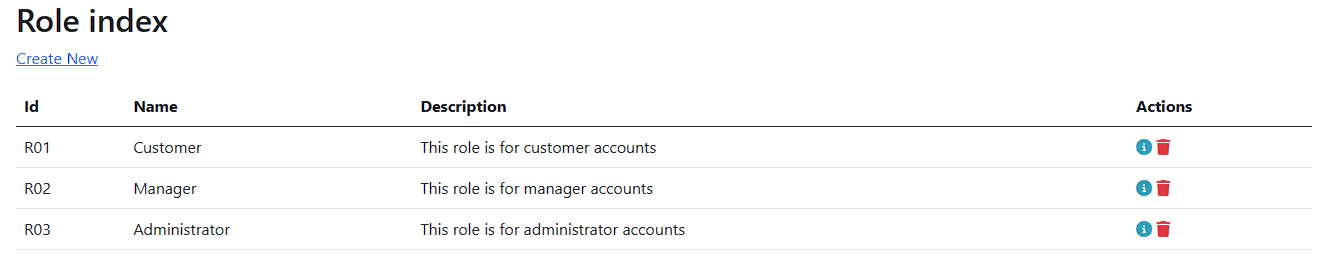 Role index
Create New
Id Name Description Actions
R01 Customer This role is for customer accounts
R02 Manager This role is for manager accounts
R03 Administrator This role is for administrator accounts